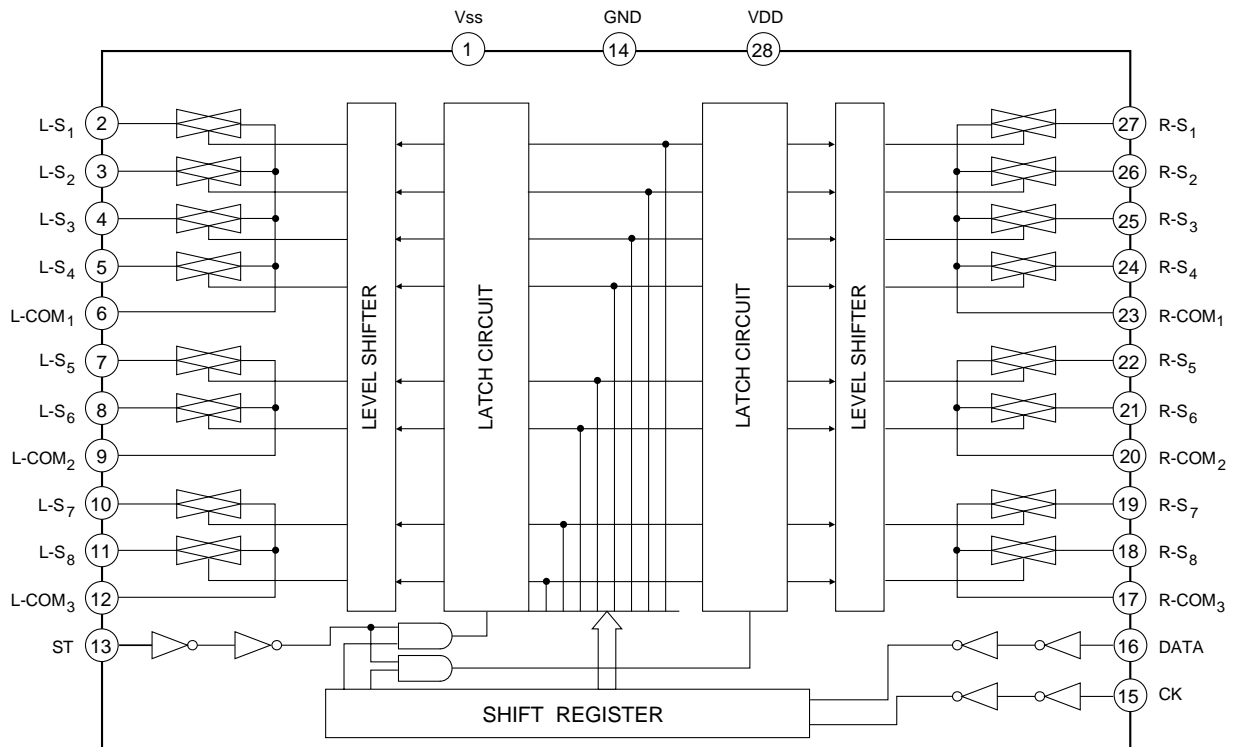 Vss GND VDD
1 14 28
L-S1 2 27 R-S1
L-S2 3 26 R-S2
L-S3 4 25 R-S3
L-S4 5 24 R-S4
L-COM1 6 23 R-COM1
L-S5 7 22 R-S5
L-S6 8 21 R-S6
L-COM2 9 20 R-COM2
L-S7 10 19 R-S7
L-S8 11 18 R-S8
L-COM3 12 17 R-COM3
ST 13 16 DATA
15 CK
LEVEL SHIFTER
LATCH CIRCUIT
LATCH CIRCUIT
LEVEL SHIFTER
SHIFT REGISTER